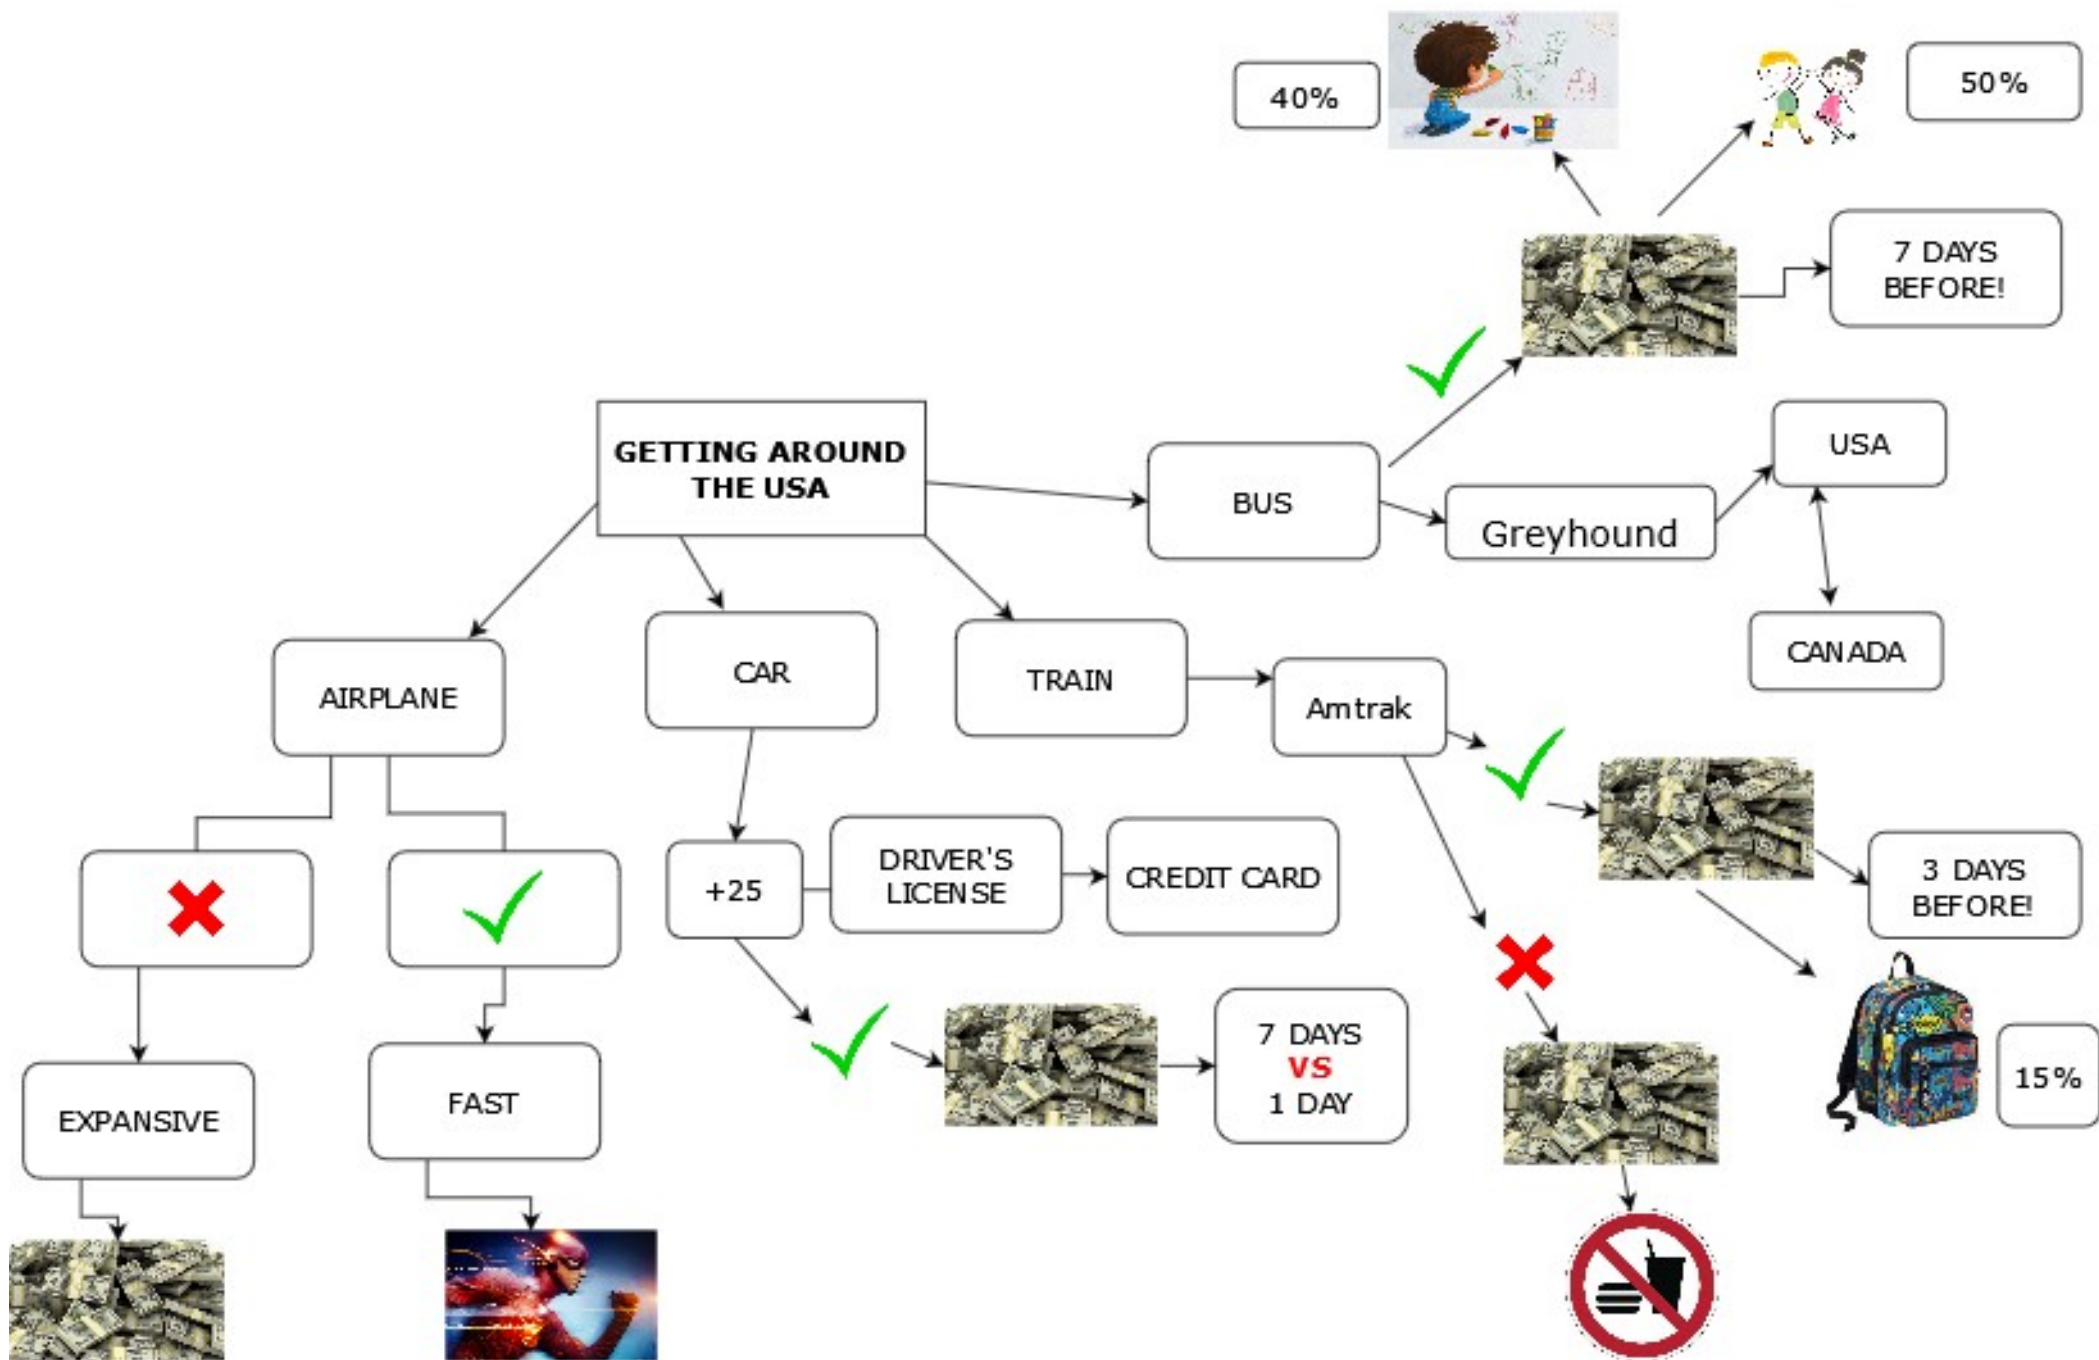 40%
50%
7 DAYS
BEFORE!
GETTING AROUND
THE USA
BUS
Greyhound
USA
CANADA
AIRPLANE
CAR
TRAIN
Amtrak
+25
DRIVER'S
LICENSE
CREDIT CARD
3 DAYS
BEFORE!
7 DAYS
VS
1 DAY
15%
EXPANSIVE
FAST